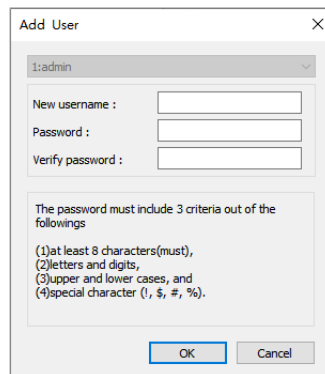 Add User
1:admin
New username :
Password :
Verify password :
The password must include 3 criteria out of the
followings
(1)at least 8 characters(must),
(2)letters and digits,
(3)upper and lower cases, and
(4)special character (!, $, #, %).
OK Cancel